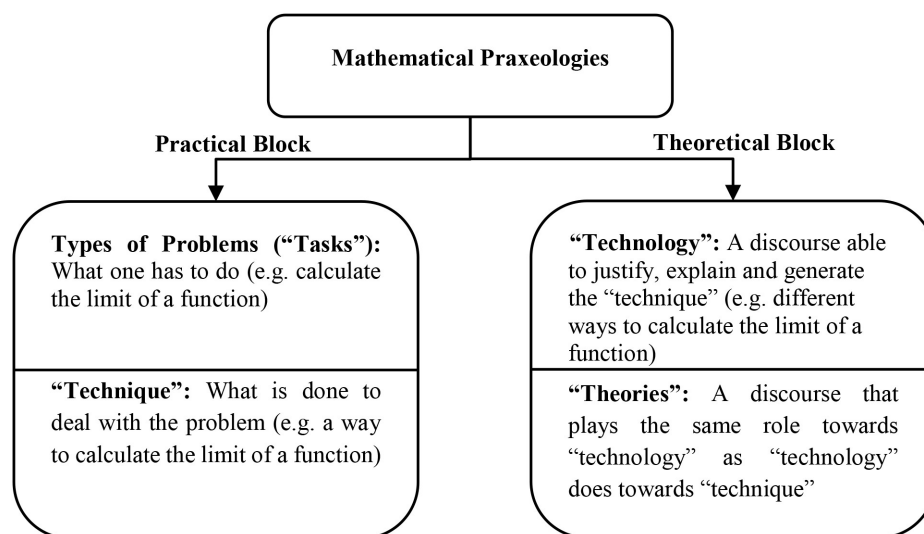 Mathematical Praxeologies
Practical Block
Theoretical Block
Types of Problems (“Tasks”):
What one has to do (e.g. calculate
the limit of a function)
“Technique”: What is done to
deal with the problem (e.g. a way
to calculate the limit of a function)
“Technology”: A discourse able
to justify, explain and generate
the “technique” (e.g. different
ways to calculate the limit of a
function)
“Theories”: A discourse that
plays the same role towards
“technology” as “technology”
does towards “technique”